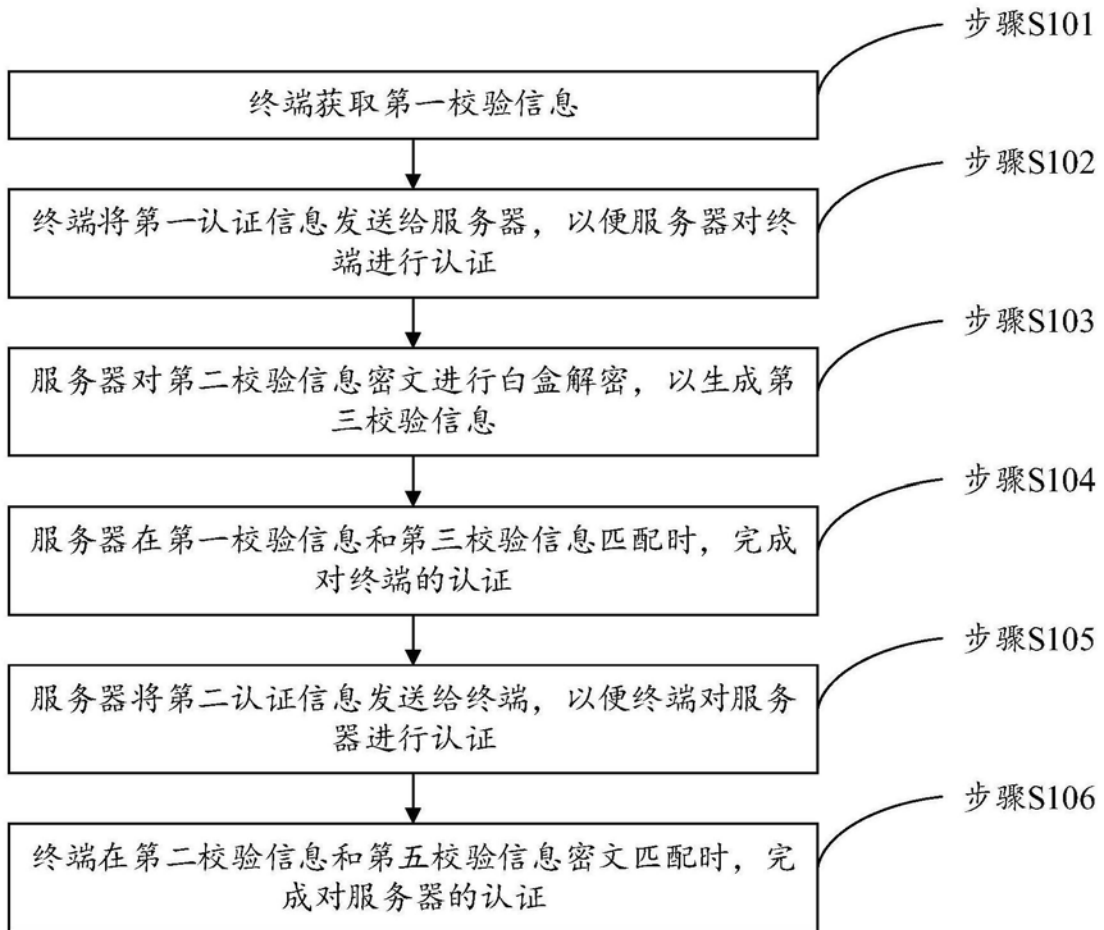 步骤S101
终端获取第一校验信息
步骤S102
终端将第一认证信息发送给服务器，以便服务器对终
端进行认证
步骤S103
服务器对第二校验信息密文进行白盒解密，以生成第
三校验信息
步骤S104
服务器在第一校验信息和第三校验信息匹配时，完成
对终端的认证
步骤S105
服务器将第二认证信息发送给终端，以便终端对服务
器进行认证
步骤S106
终端在第二校验信息和第五校验信息密文匹配时，完
成对服务器的认证